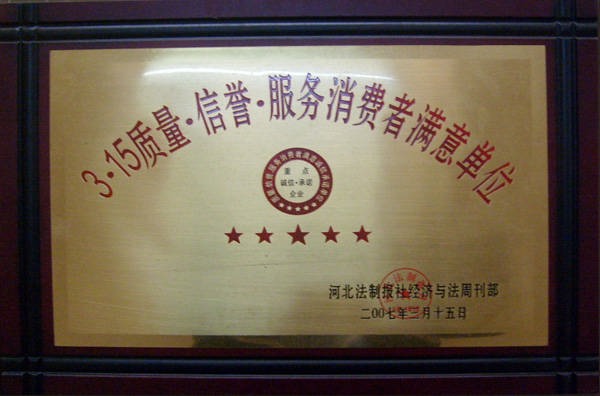 3·15质量·信誉·服务消费者满意单位
重点
诚信·承诺
企业
河北法制报社经济与法周刊部
二00七年三月十五日